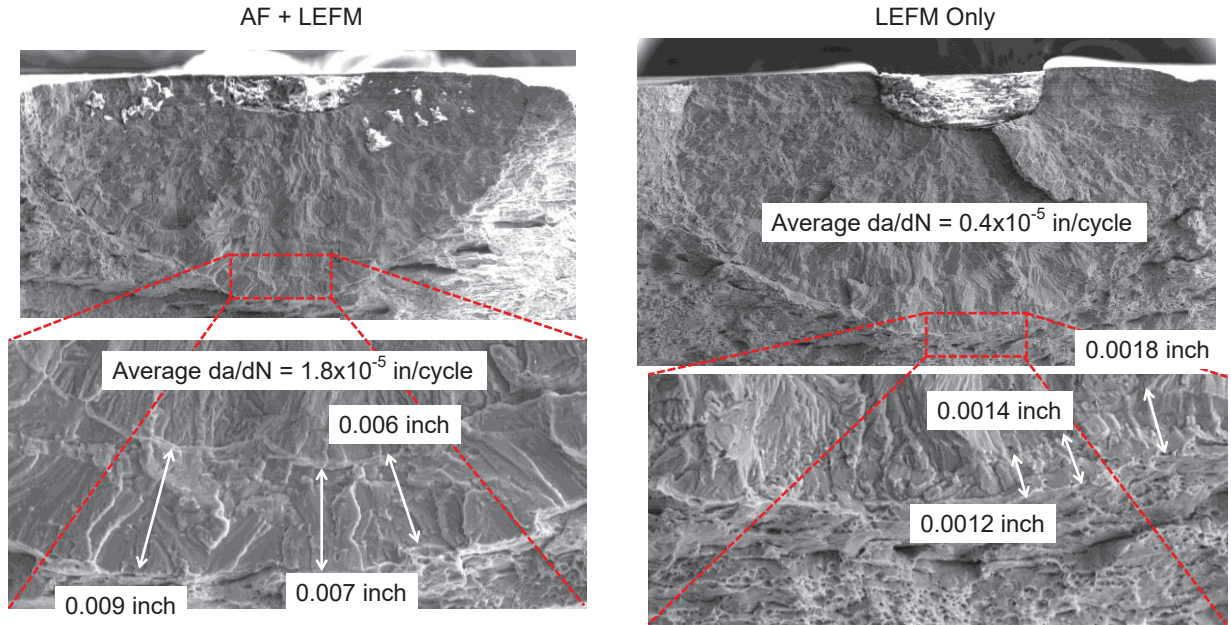 AF + LEFM
LEFM Only
Average da/dN = 0.4x10⁻⁵ in/cycle
Average da/dN = 1.8x10⁻⁵ in/cycle
0.006 inch
0.009 inch
0.007 inch
0.0018 inch
0.0014 inch
0.0012 inch